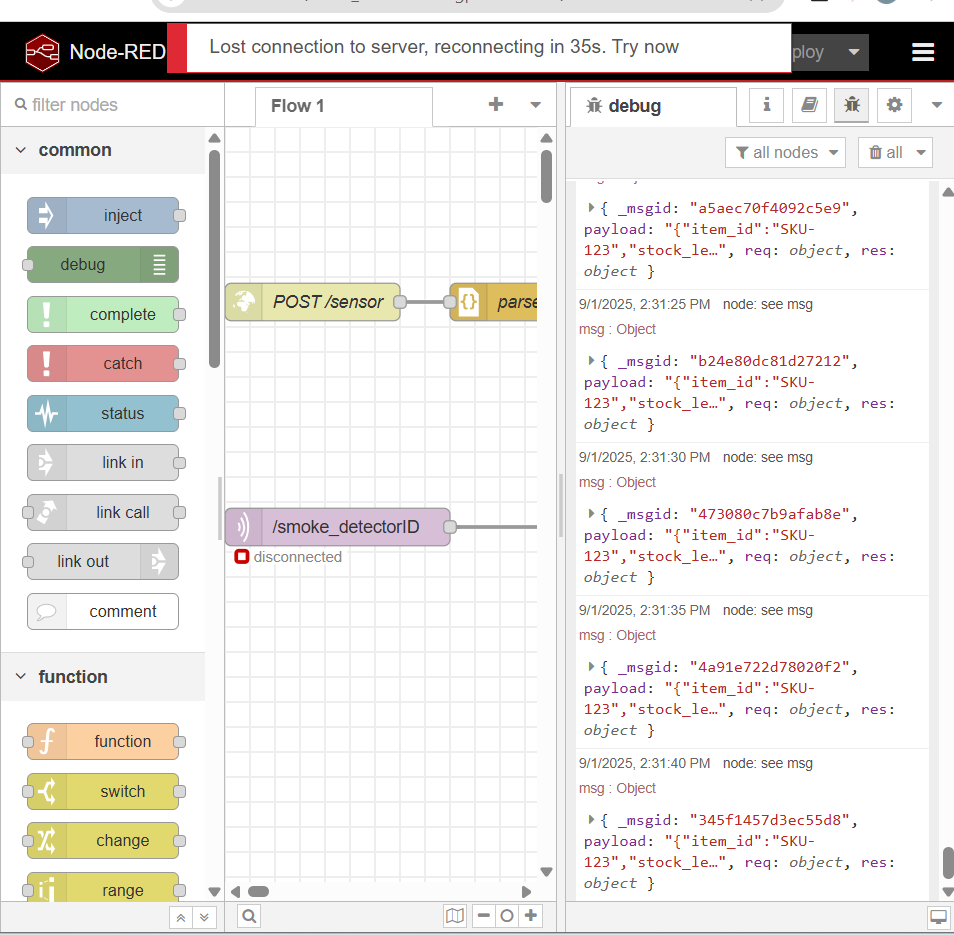 Node-RED
Lost connection to server, reconnecting in 35s. Try now
ploy
filter nodes
Flow 1
debug
all nodes
all
common
inject
debug
complete
catch
status
link in
link call
link out
comment
function
function
switch
change
range
POST /sensor
parse
/smoke_detectorID
disconnected
{ _msgid: "a5aec70f4092c5e9",
payload: "{"item_id":"SKU-
123","stock_le…", req: object, res:
object }
9/1/2025, 2:31:25 PM node: see msg
msg : Object
{ _msgid: "b24e80dc81d27212",
payload: "{"item_id":"SKU-
123","stock_le…", req: object, res:
object }
9/1/2025, 2:31:30 PM node: see msg
msg : Object
{ _msgid: "473080c7b9afab8e",
payload: "{"item_id":"SKU-
123","stock_le…", req: object, res:
object }
9/1/2025, 2:31:35 PM node: see msg
msg : Object
{ _msgid: "4a91e722d78020f2",
payload: "{"item_id":"SKU-
123","stock_le…", req: object, res:
object }
9/1/2025, 2:31:40 PM node: see msg
msg : Object
{ _msgid: "345f1457d3ec55d8",
payload: "{"item_id":"SKU-
123","stock_le…", req: object, res:
object }